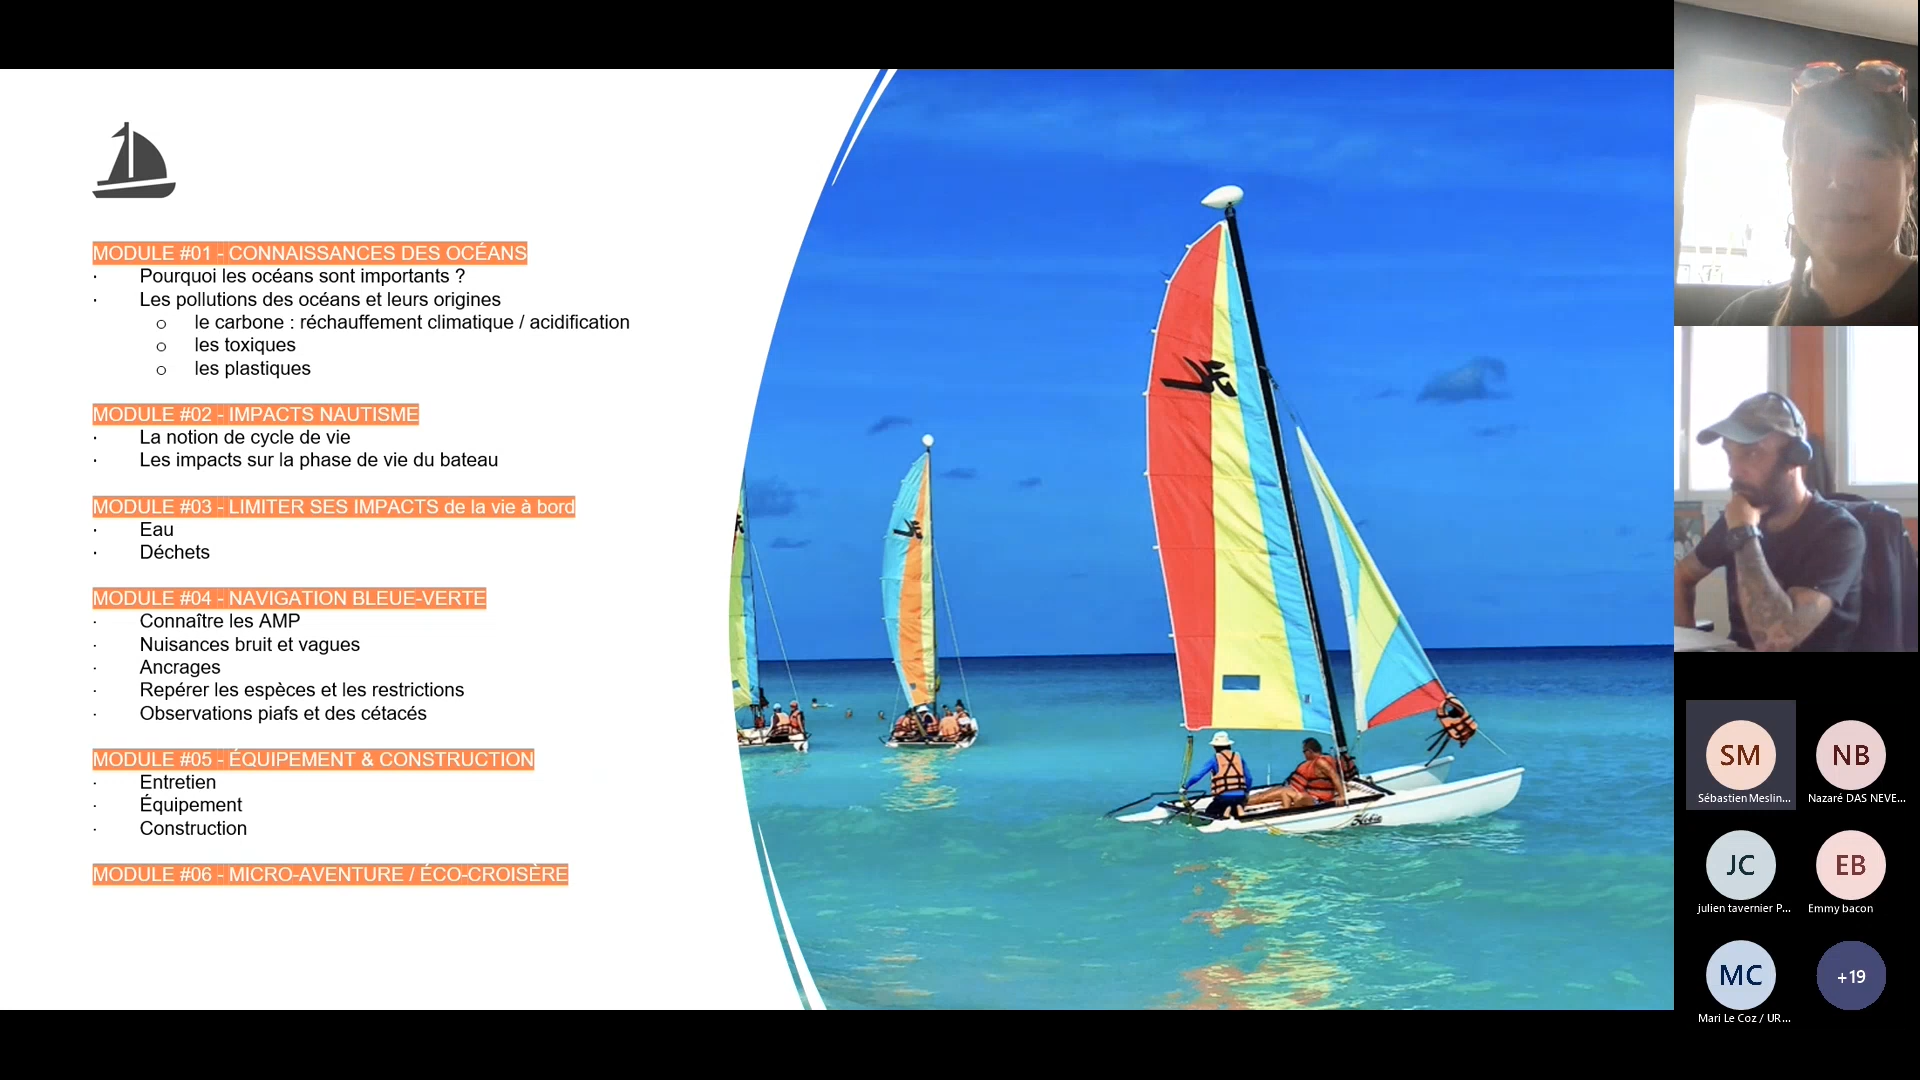 MODULE #01 - CONNAISSANCES DES OCÉANS
· Pourquoi les océans sont importants ?
· Les pollutions des océans et leurs origines
o le carbone : réchauffement climatique / acidification
o les toxiques
o les plastiques
MODULE #02 - IMPACTS NAUTISME
· La notion de cycle de vie
· Les impacts sur la phase de vie du bateau
MODULE #03 - LIMITER SES IMPACTS de la vie à bord
· Eau
· Déchets
MODULE #04 - NAVIGATION BLEUE-VERTE
· Connaître les AMP
· Nuisances bruit et vagues
· Ancrages
· Repérer les espèces et les restrictions
· Observations piafs et des cétacés
MODULE #05 - ÉQUIPEMENT & CONSTRUCTION
· Entretien
· Équipement
· Construction
MODULE #06 - MICRO-AVENTURE / ÉCO-CROISÈRE
Hobie
SM
Sébastien Meslin...
NB
Nazaré DAS NEVE...
JC
julien tavernier P...
EB
Emmy bacon
MC
Mari Le Coz / UR...
+19